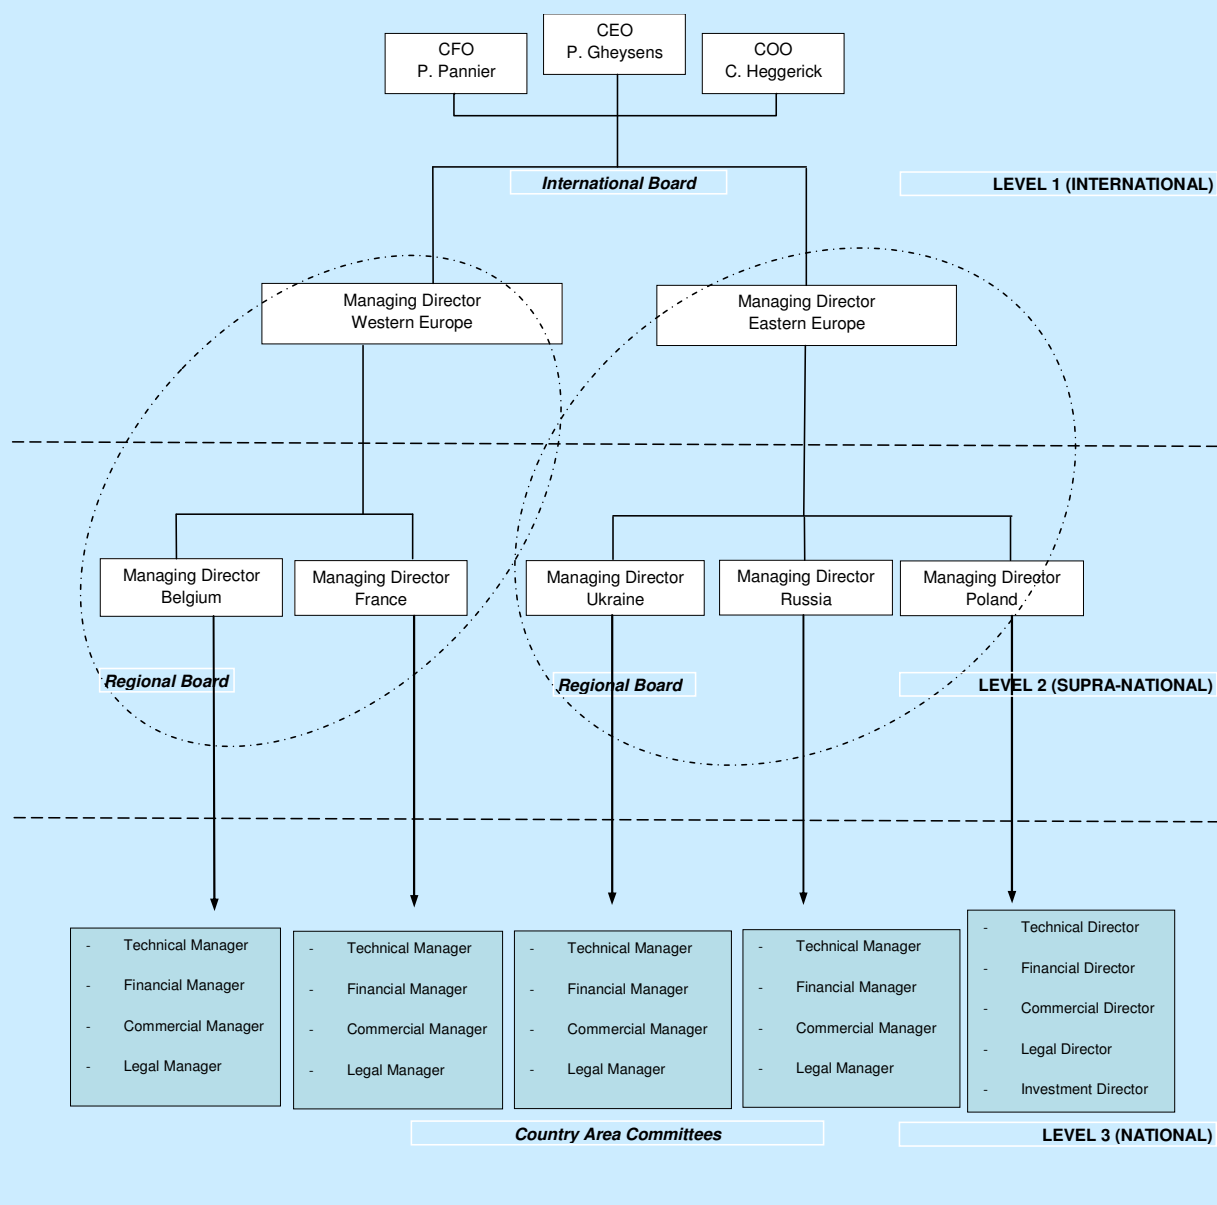 CEO
P. Gheysens
CFO
P. Pannier
COO
C. Heggerick
International Board
LEVEL 1 (INTERNATIONAL)
Managing Director
Western Europe
Managing Director
Eastern Europe
Managing Director
Belgium
Managing Director
France
Managing Director
Ukraine
Managing Director
Russia
Managing Director
Poland
Regional Board
Regional Board
LEVEL 2 (SUPRA-NATIONAL)
- Technical Manager
- Financial Manager
- Commercial Manager
- Legal Manager
- Technical Manager
- Financial Manager
- Commercial Manager
- Legal Manager
- Technical Manager
- Financial Manager
- Commercial Manager
- Legal Manager
- Technical Manager
- Financial Manager
- Commercial Manager
- Legal Manager
- Technical Director
- Financial Director
- Commercial Director
- Legal Director
- Investment Director
Country Area Committees
LEVEL 3 (NATIONAL)